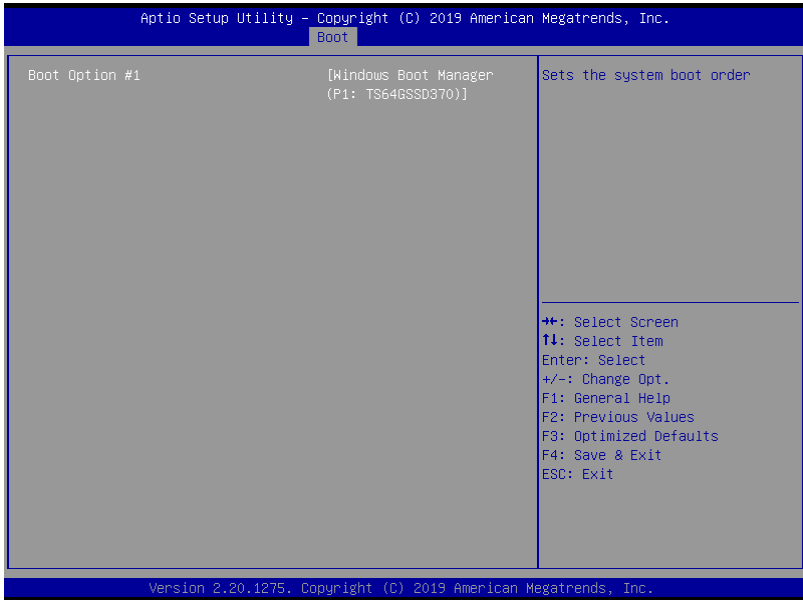 Aptio Setup Utility – Copyright (C) 2019 American Megatrends, Inc.
Boot
Boot Option #1
[Windows Boot Manager
(P1: TS64GSSD370)]
Sets the system boot order
→←: Select Screen
↑↓: Select Item
Enter: Select
+/-: Change Opt.
F1: General Help
F2: Previous Values
F3: Optimized Defaults
F4: Save & Exit
ESC: Exit
Version 2.20.1275. Copyright (C) 2019 American Megatrends, Inc.